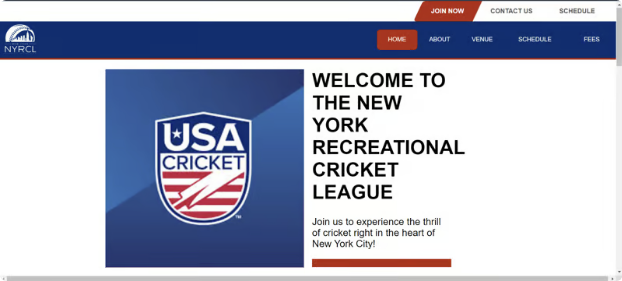 JOIN NOW
CONTACT US
SCHEDULE
NYRCL
HOME
ABOUT
VENUE
SCHEDULE
FEES
USA
CRICKET
TM
WELCOME TO
THE NEW
YORK
RECREATIONAL
CRICKET
LEAGUE
Join us to experience the thrill
of cricket right in the heart of
New York City!